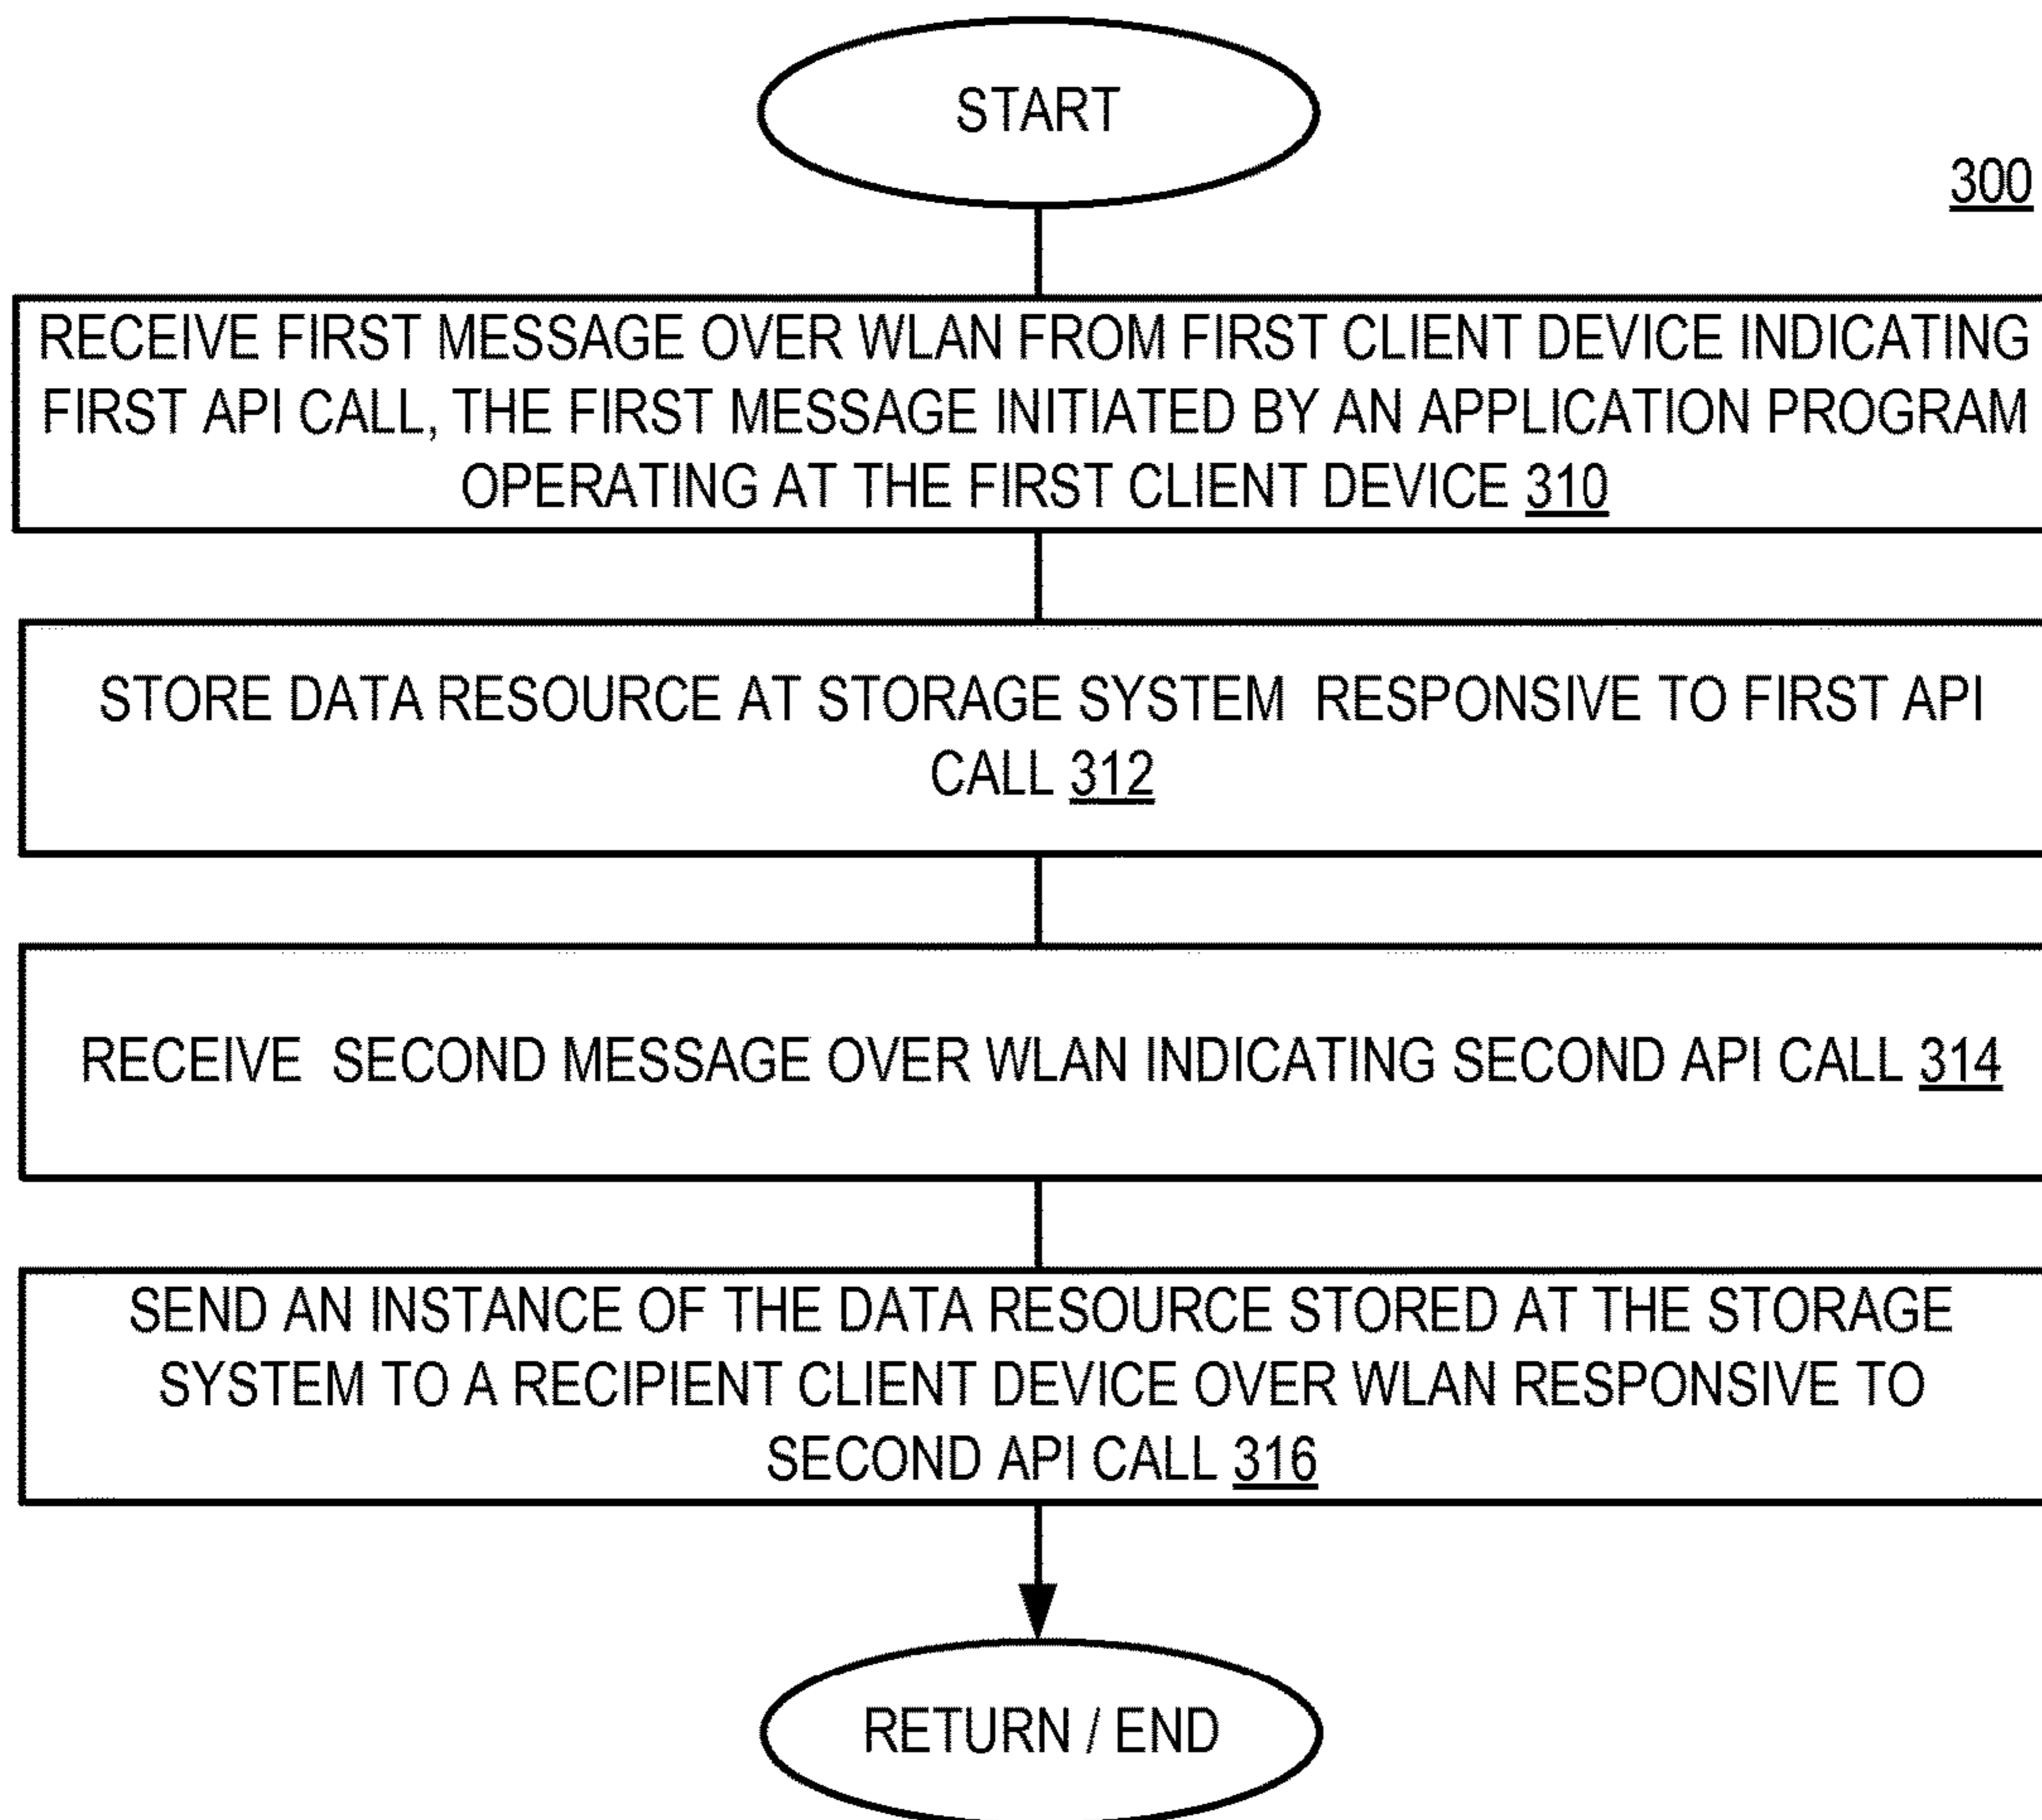 START
300
RECEIVE FIRST MESSAGE OVER WLAN FROM FIRST CLIENT DEVICE INDICATING
FIRST API CALL, THE FIRST MESSAGE INITIATED BY AN APPLICATION PROGRAM
OPERATING AT THE FIRST CLIENT DEVICE 310
STORE DATA RESOURCE AT STORAGE SYSTEM RESPONSIVE TO FIRST API
CALL 312
RECEIVE SECOND MESSAGE OVER WLAN INDICATING SECOND API CALL 314
SEND AN INSTANCE OF THE DATA RESOURCE STORED AT THE STORAGE
SYSTEM TO A RECIPIENT CLIENT DEVICE OVER WLAN RESPONSIVE TO
SECOND API CALL 316
RETURN / END